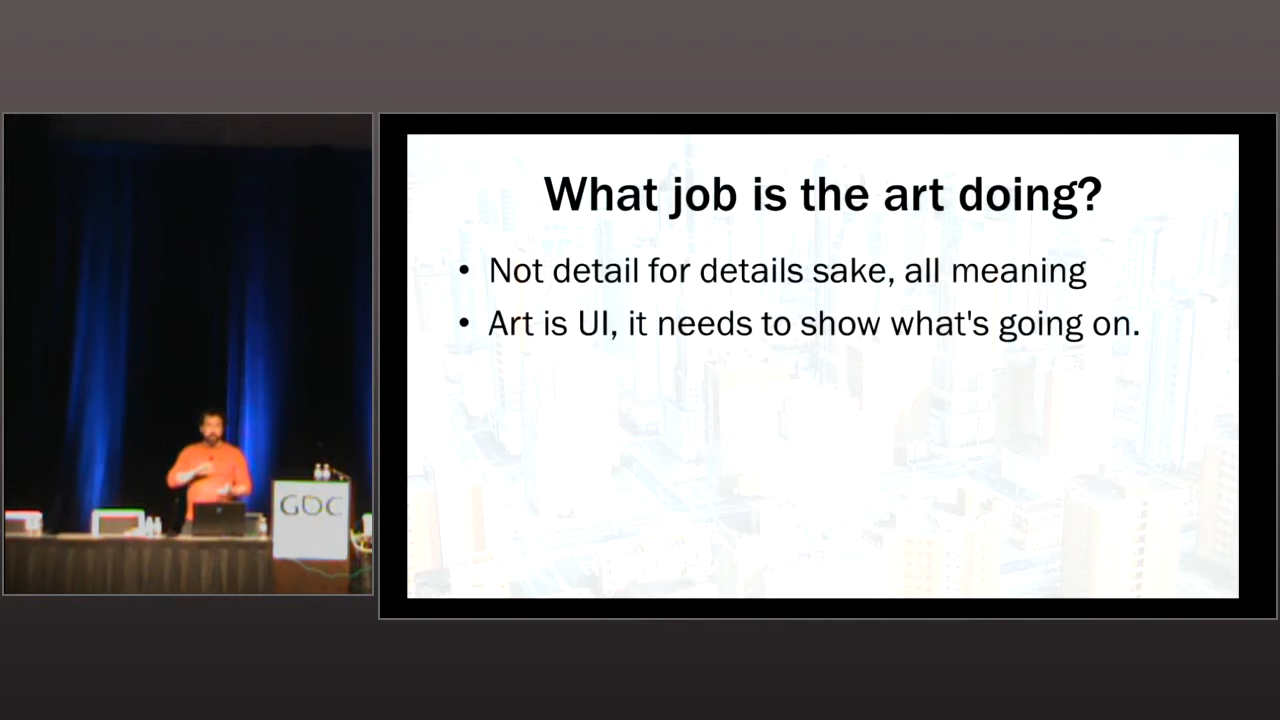 What job is the art doing?
• Not detail for details sake, all meaning
• Art is UI, it needs to show what's going on.
GDC